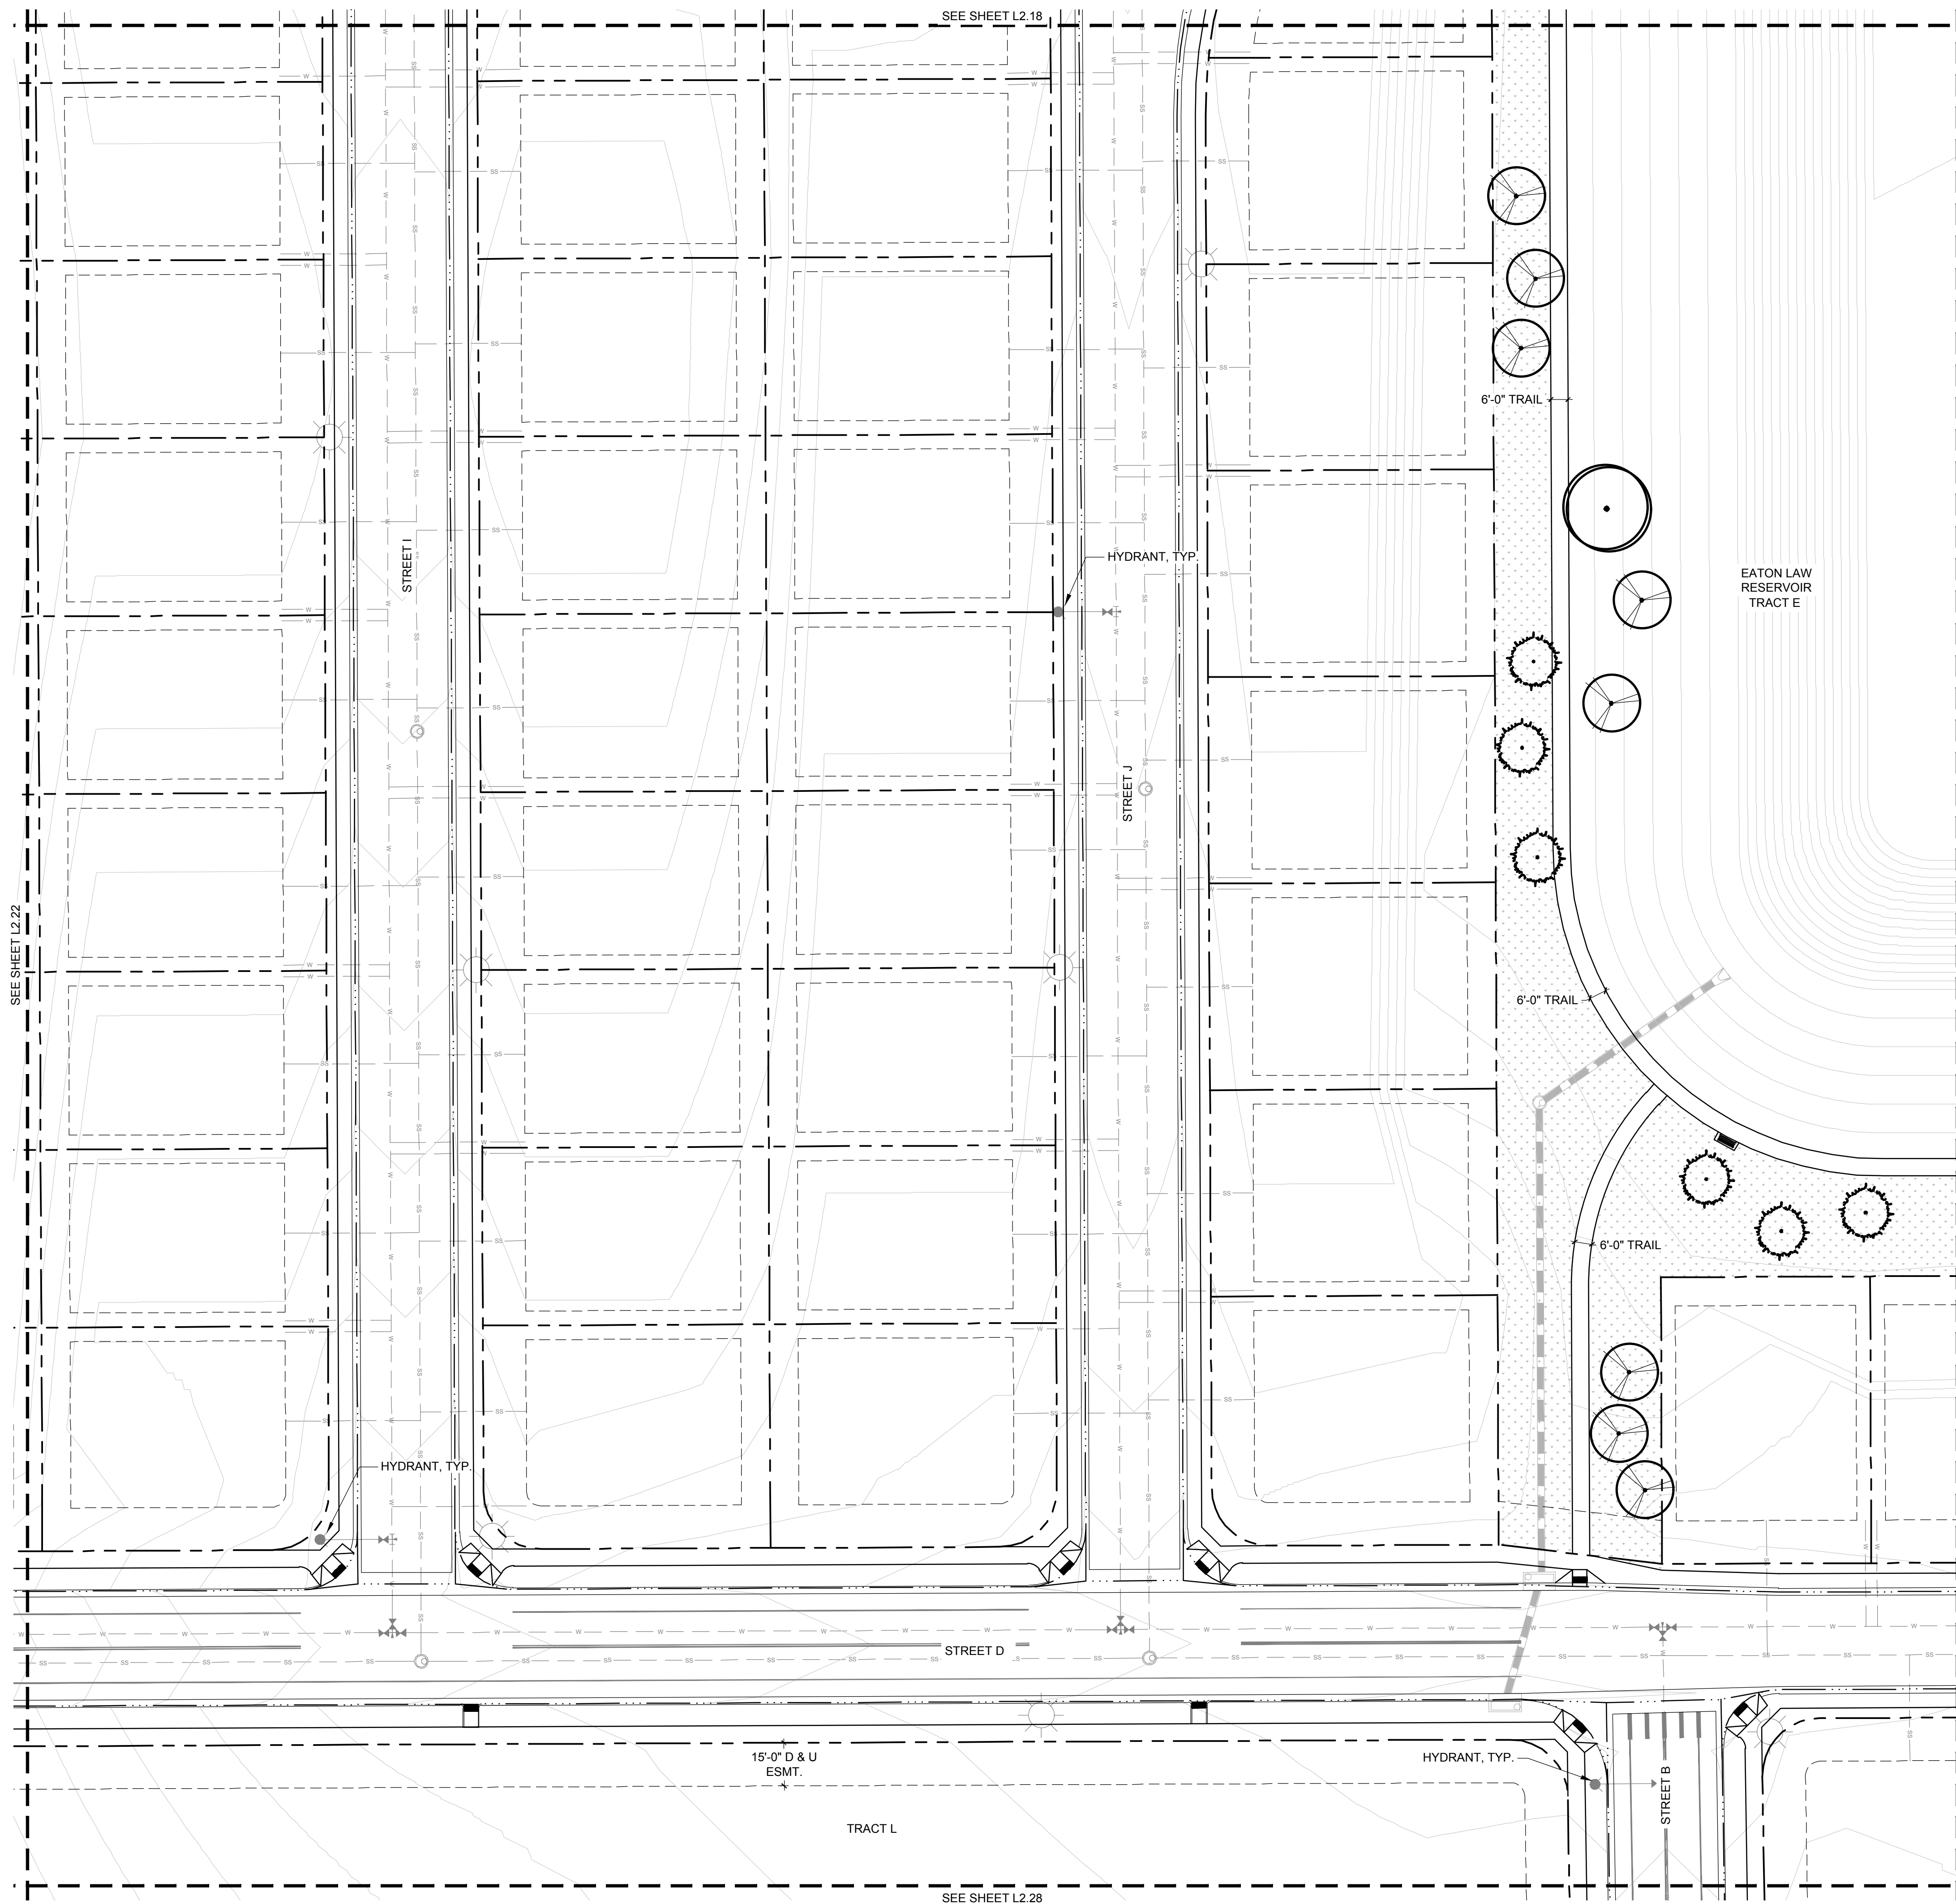 SEE SHEET L2.18
6'-0" TRAIL
STREET I
HYDRANT, TYP.
EATON LAW
RESERVOIR
TRACT E
STREET J
SEE SHEET L2.22
6'-0" TRAIL
6'-0" TRAIL
HYDRANT, TYP.
STREET D
15'-0" D & U
ESMT.
HYDRANT, TYP.
STREET B
TRACT L
SEE SHEET L2.28